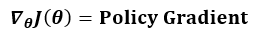 ∇θJ(θ) = Policy Gradient